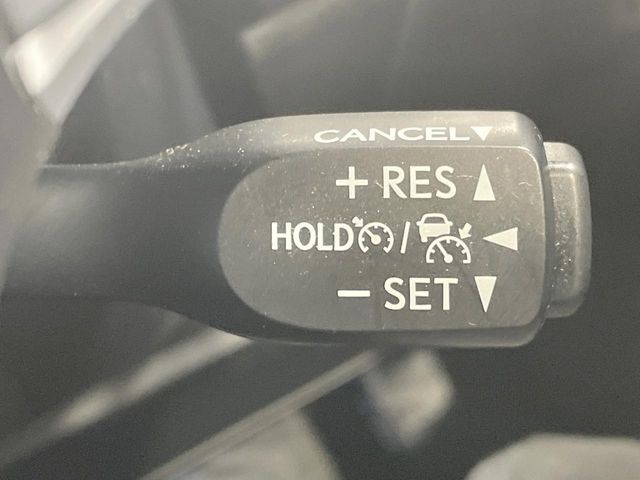 CANCEL▼
+ RES ▲
HOLD / ◀
− SET ▼